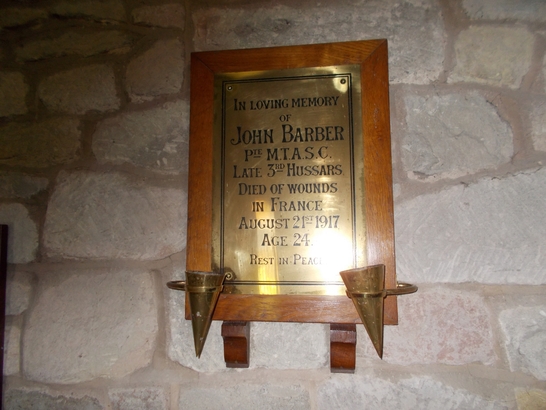 IN LOVING MEMORY
OF
JOHN BARBER
PTE M.T.A.S.C.
LATE 3RD HUSSARS
DIED OF WOUNDS
IN FRANCE
AUGUST 21ST 1917
AGE 24.
REST IN PEACE